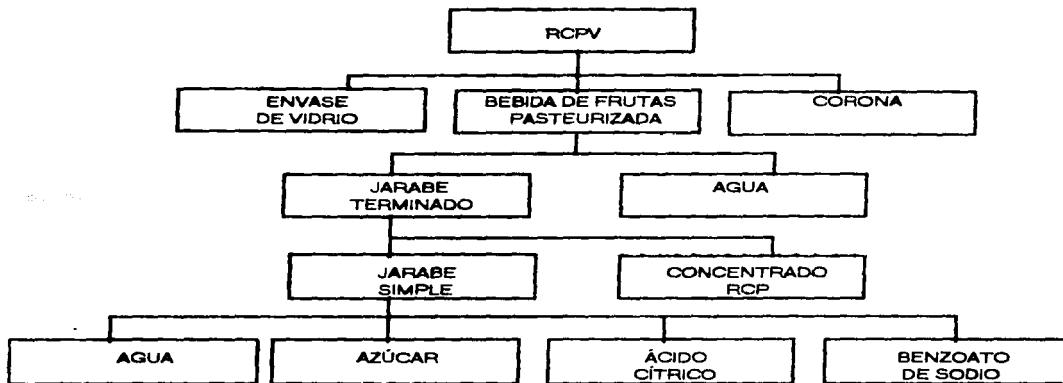 RCPV
ENVASE
DE VIDRIO
BEBIDA DE FRUTAS
PASTEURIZADA
CORONA
JARABE
TERMINADO
AGUA
JARABE
SIMPLE
CONCENTRADO
RCP
AGUA
AZÚCAR
ÁCIDO
CÍTRICO
BENZOATO
DE SODIO